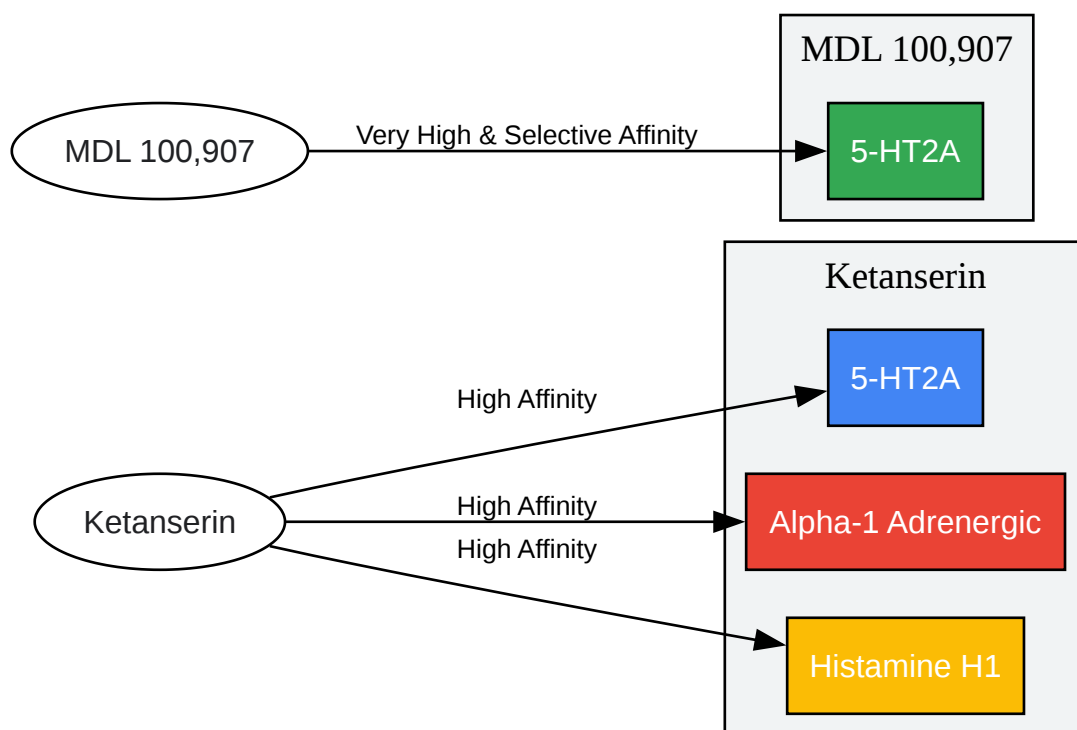 MDL 100,907
MDL 100,907
Very High & Selective Affinity
5-HT2A
Ketanserin
High Affinity
5-HT2A
Ketanserin
High Affinity
Alpha-1 Adrenergic
High Affinity
Histamine H1